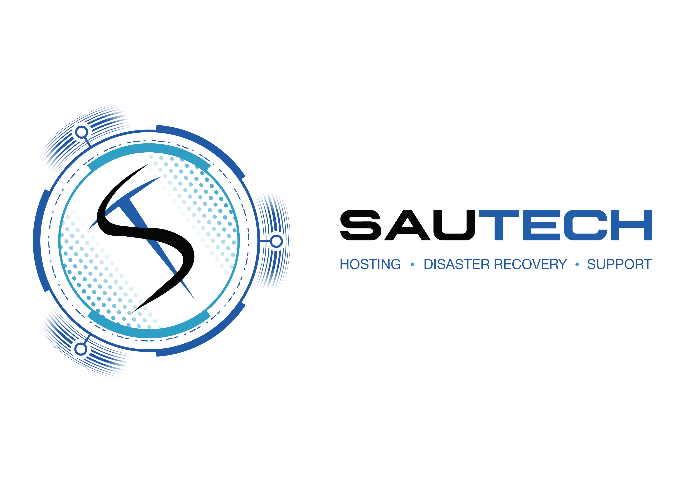 SAUTECH
HOSTING • DISASTER RECOVERY • SUPPORT